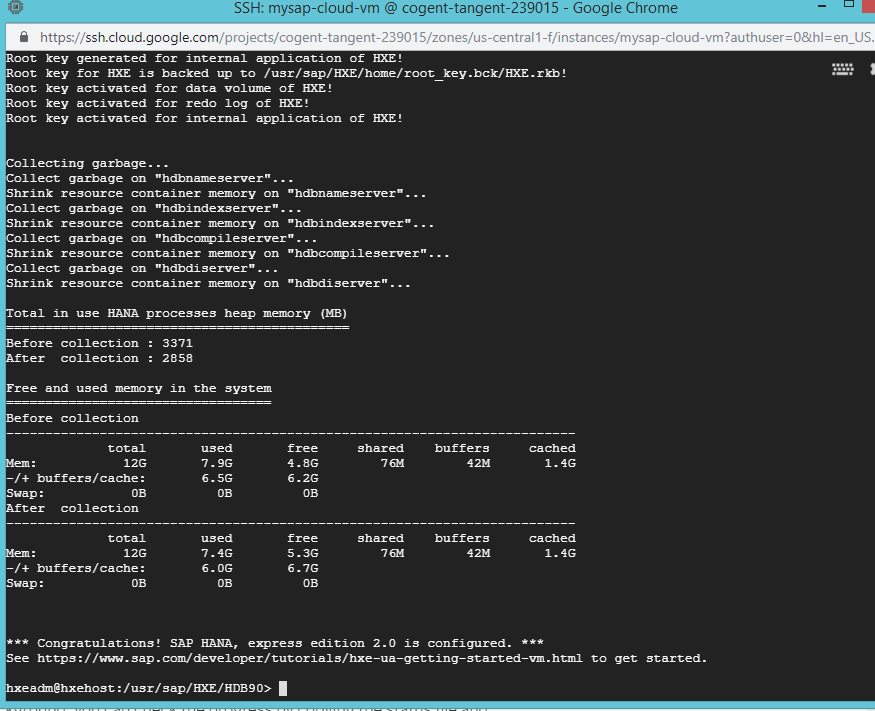 SSH: mysap-cloud-vm @ cogent-tangent-239015 - Google Chrome
https://ssh.cloud.google.com/projects/cogent-tangent-239015/zones/us-central1-f/instances/mysap-cloud-vm?authuser=0&hl=en_US.
Root key generated for internal application of HXE!
Root key for HXE is backed up to /usr/sap/HXE/home/root_key.bck/HXE.rkb!
Root key activated for data volume of HXE!
Root key activated for redo log of HXE!
Root key activated for internal application of HXE!
Collecting garbage...
Collect garbage on "hdbnameserver"...
Shrink resource container memory on "hdbnameserver"...
Collect garbage on "hdbindexserver"...
Shrink resource container memory on "hdbindexserver"...
Collect garbage on "hdbcompileserver"...
Shrink resource container memory on "hdbcompileserver"...
Collect garbage on "hdbdiserver"...
Shrink resource container memory on "hdbdiserver"...
Total in use HANA processes heap memory (MB)
============================================
Before collection : 3371
After  collection : 2858
Free and used memory in the system
==================================
Before collection
-------------------------------------------------------------------------
total used free shared buffers cached
Mem: 12G 7.9G 4.8G 76M 42M 1.4G
-/+ buffers/cache: 6.5G 6.2G
Swap: 0B 0B 0B
After  collection
-------------------------------------------------------------------------
total used free shared buffers cached
Mem: 12G 7.4G 5.3G 76M 42M 1.4G
-/+ buffers/cache: 6.0G 6.7G
Swap: 0B 0B 0B
*** Congratulations! SAP HANA, express edition 2.0 is configured. ***
See https://www.sap.com/developer/tutorials/hxe-ua-getting-started-vm.html to get started.
hxeadm@hxehost:/usr/sap/HXE/HDB90>